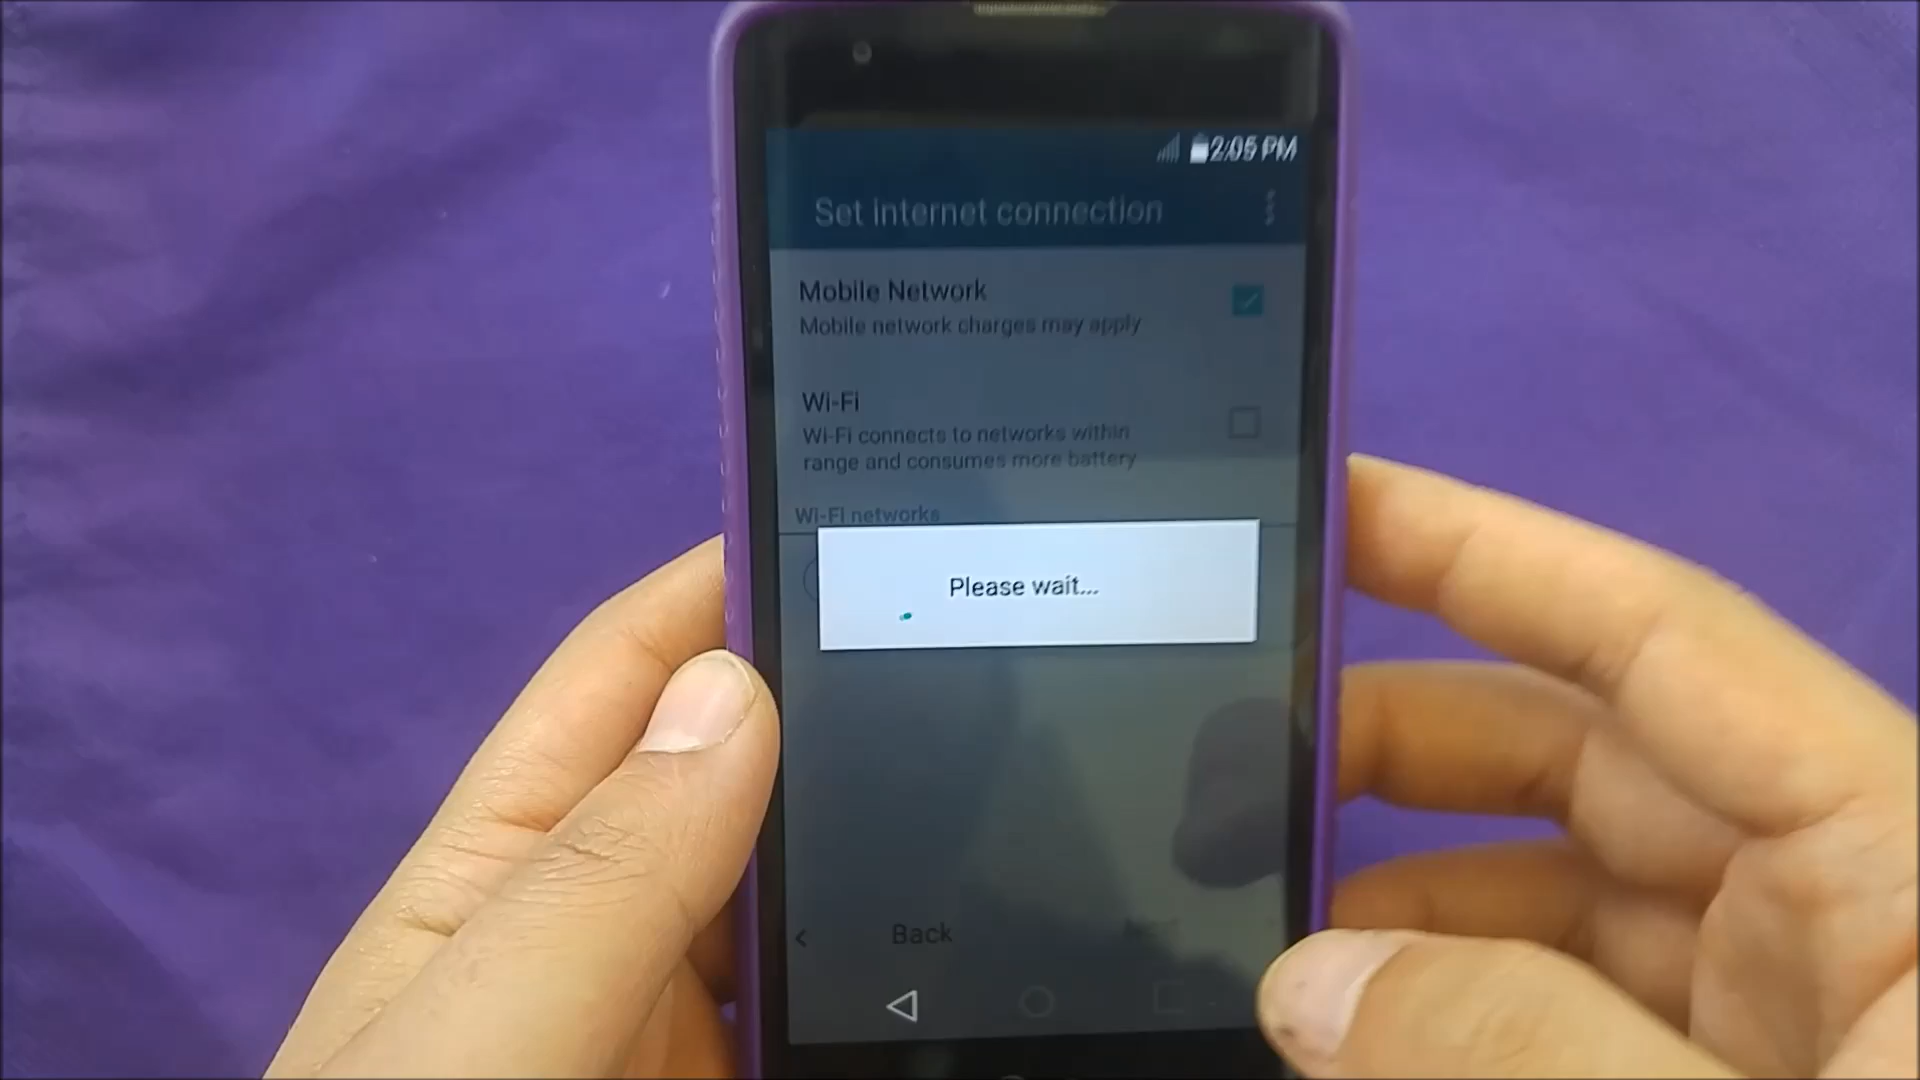 2:05 PM
Set internet connection
Mobile Network
Mobile network charges may apply
Wi-Fi
Wi-Fi connects to networks within
range and consumes more battery
Wi-Fi networks
Please wait...
Back